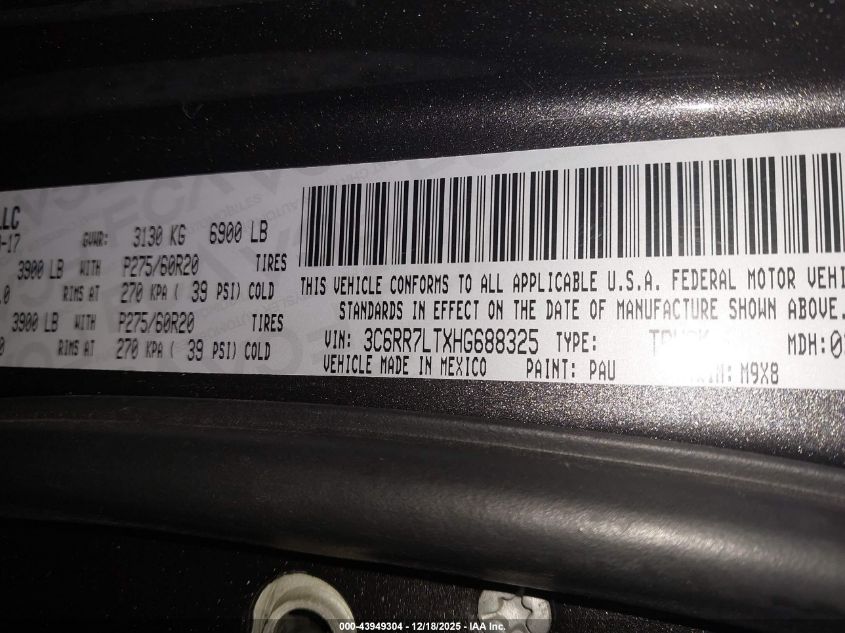 LLC
-17
GVWR: 3130 KG 6900 LB
3900 LB WITH P275/60R20 TIRES
.0 RIMS AT 270 KPA ( 39 PSI) COLD
3900 LB WITH P275/60R20 TIRES
0 RIMS AT 270 KPA ( 39 PSI) COLD
THIS VEHICLE CONFORMS TO ALL APPLICABLE U.S.A. FEDERAL MOTOR VEHI
STANDARDS IN EFFECT ON THE DATE OF MANUFACTURE SHOWN ABOVE.
VIN: 3C6RR7LTXHG688325 TYPE: MDH:0
VEHICLE MADE IN MEXICO PAINT: PAU M9X8
000-43949304 - 12/18/2025 - IAA Inc.